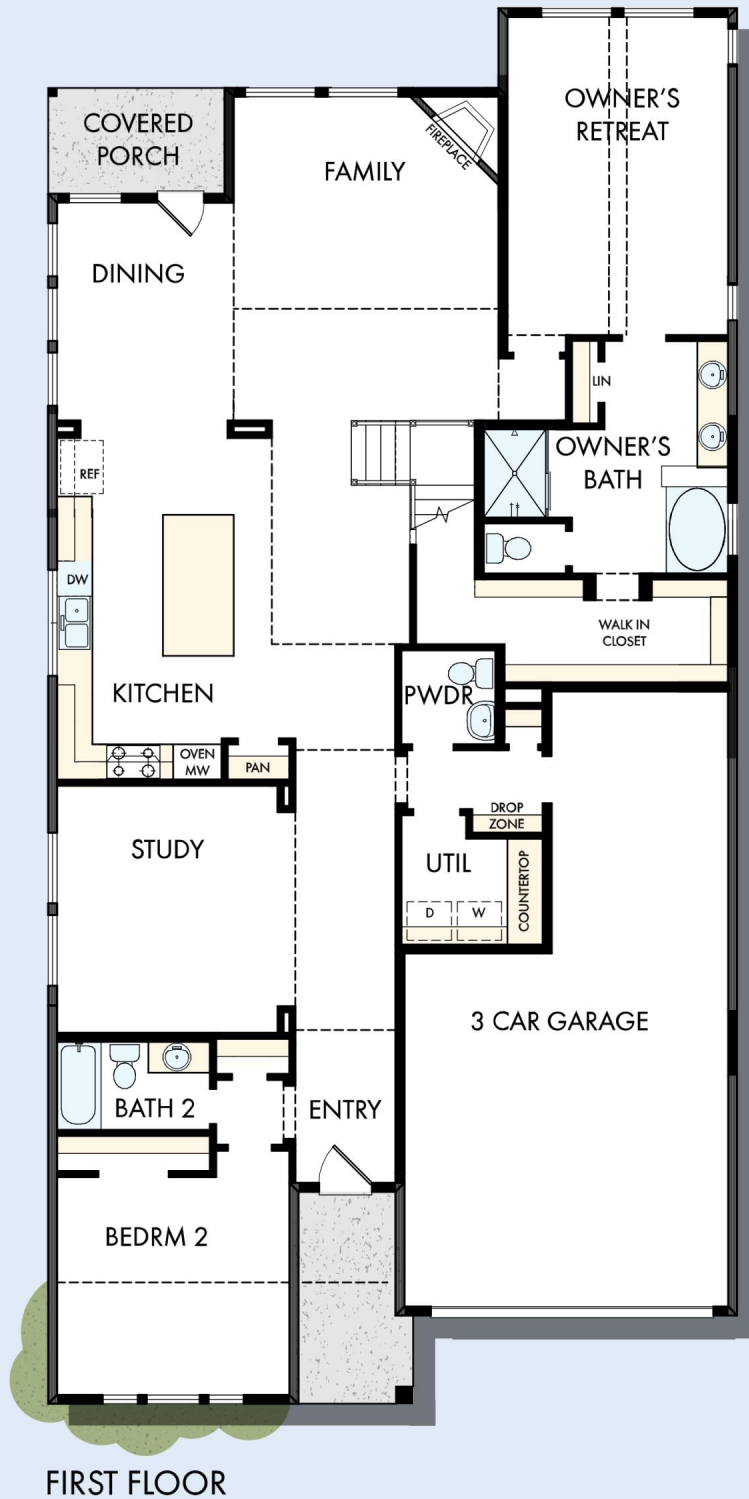 OWNER'S
RETREAT
COVERED
PORCH
FAMILY
FIREPLACE
DINING
LIN
OWNER'S
BATH
REF
DW
WALK IN
CLOSET
KITCHEN
PWDR
OVEN
MW
PAN
DROP
ZONE
STUDY
UTIL
COUNTERTOP
D
W
3 CAR GARAGE
BATH 2
ENTRY
BEDRM 2
FIRST FLOOR